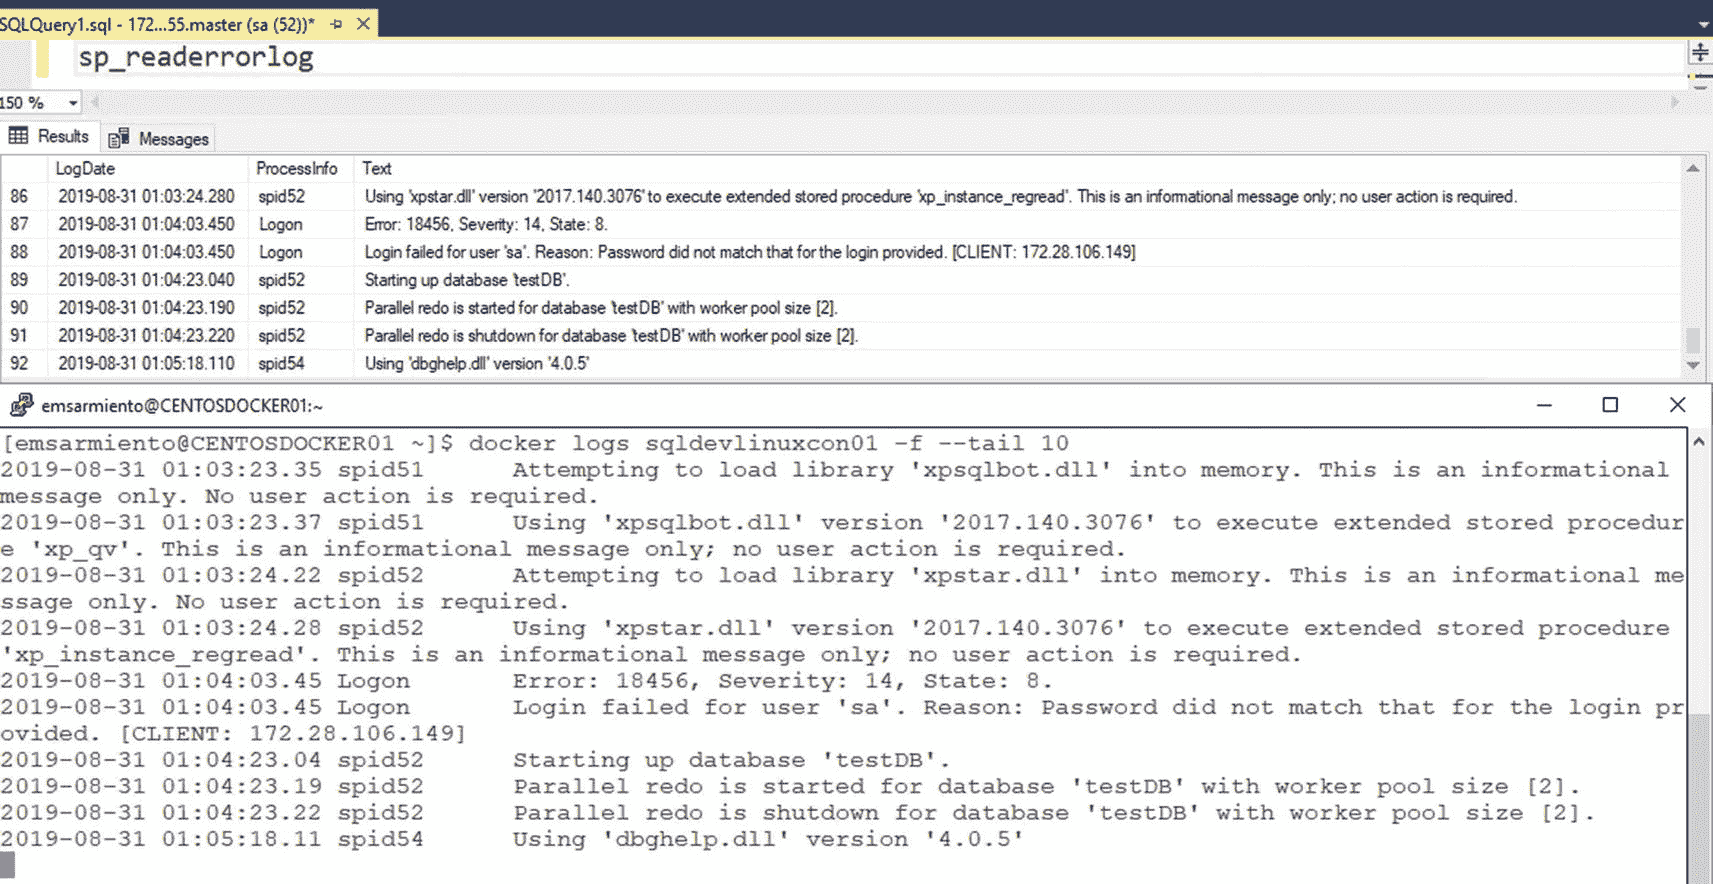 SQLQuery1.sql - 172...55.master (sa (52))*
sp_readerrorlog
150 %
Results Messages
LogDate ProcessInfo Text
86 2019-08-31 01:03:24.280 spid52 Using 'xpstar.dll' version '2017.140.3076' to execute extended stored procedure 'xp_instance_regread'. This is an informational message only; no user action is required.
87 2019-08-31 01:04:03.450 Logon Error: 18456, Severity: 14, State: 8.
88 2019-08-31 01:04:03.450 Logon Login failed for user 'sa'. Reason: Password did not match that for the login provided. [CLIENT: 172.28.106.149]
89 2019-08-31 01:04:23.040 spid52 Starting up database 'testDB'.
90 2019-08-31 01:04:23.190 spid52 Parallel redo is started for database 'testDB' with worker pool size [2].
91 2019-08-31 01:04:23.220 spid52 Parallel redo is shutdown for database 'testDB' with worker pool size [2].
92 2019-08-31 01:05:18.110 spid54 Using 'dbghelp.dll' version '4.0.5'
emsarmiento@CENTOSDOCKER01:~
[emsarmiento@CENTOSDOCKER01 ~]$ docker logs sqldevlinuxcon01 -f --tail 10
2019-08-31 01:03:23.35 spid51 Attempting to load library 'xpsqlbot.dll' into memory. This is an informational
message only. No user action is required.
2019-08-31 01:03:23.37 spid51 Using 'xpsqlbot.dll' version '2017.140.3076' to execute extended stored procedur
e 'xp_qv'. This is an informational message only; no user action is required.
2019-08-31 01:03:24.22 spid52 Attempting to load library 'xpstar.dll' into memory. This is an informational me
ssage only. No user action is required.
2019-08-31 01:03:24.28 spid52 Using 'xpstar.dll' version '2017.140.3076' to execute extended stored procedure
'xp_instance_regread'. This is an informational message only; no user action is required.
2019-08-31 01:04:03.45 Logon Error: 18456, Severity: 14, State: 8.
2019-08-31 01:04:03.45 Logon Login failed for user 'sa'. Reason: Password did not match that for the login pr
ovided. [CLIENT: 172.28.106.149]
2019-08-31 01:04:23.04 spid52 Starting up database 'testDB'.
2019-08-31 01:04:23.19 spid52 Parallel redo is started for database 'testDB' with worker pool size [2].
2019-08-31 01:04:23.22 spid52 Parallel redo is shutdown for database 'testDB' with worker pool size [2].
2019-08-31 01:05:18.11 spid54 Using 'dbghelp.dll' version '4.0.5'